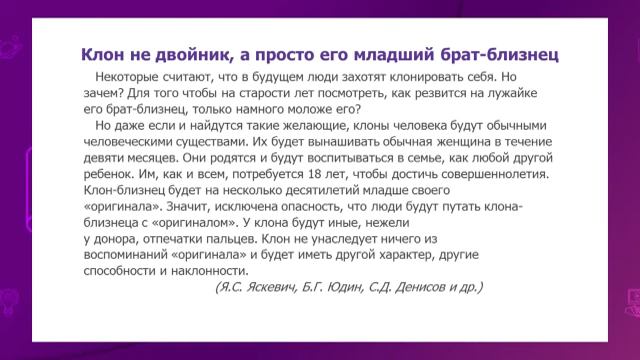 Клон не двойник, а просто его младший брат-близнец
Некоторые считают, что в будущем люди захотят клонировать себя. Но
зачем? Для того чтобы на старости лет посмотреть, как резвится на лужайке
его брат-близнец, только намного моложе его?
Но даже если и найдутся такие желающие, клоны человека будут обычными
человеческими существами. Их будет вынашивать обычная женщина в течение
девяти месяцев. Они родятся и будут воспитываться в семье, как любой другой
ребенок. Им, как и всем, потребуется 18 лет, чтобы достичь совершеннолетия.
Клон-близнец будет на несколько десятилетий младше своего
«оригинала». Значит, исключена опасность, что люди будут путать клона-
близнеца с «оригиналом». У клона будут иные, нежели
у донора, отпечатки пальцев. Клон не унаследует ничего из
воспоминаний «оригинала» и будет иметь другой характер, другие
способности и наклонности.
(Я.С. Яскевич, Б.Г. Юдин, С.Д. Денисов и др.)